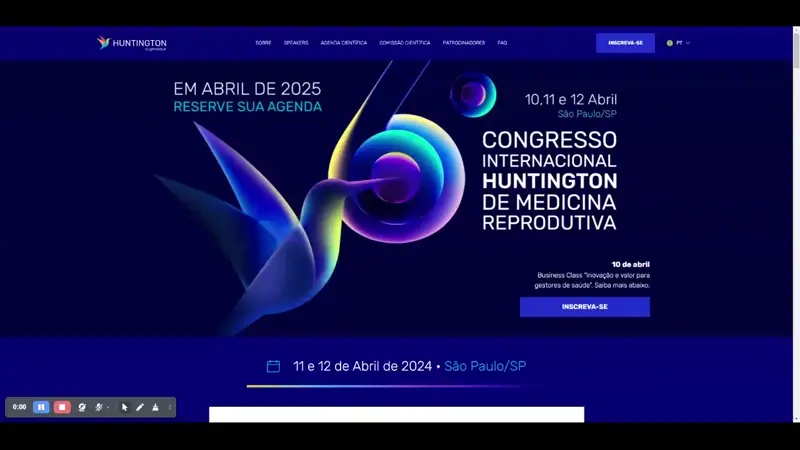 HUNTINGTON
SOBRE
SPEAKERS
AGENDA CIENTÍFICA
COMISSÃO CIENTÍFICA
PATROCINADORES
FAQ
INSCREVA-SE
PT
EM ABRIL DE 2025
RESERVE SUA AGENDA
10,11 e 12 Abril
São Paulo/SP
CONGRESSO
INTERNACIONAL
HUNTINGTON
DE MEDICINA
REPRODUTIVA
10 de abril
Business Class "Inovação e valor para
gestores de saúde". Saiba mais abaixo.
INSCREVA-SE
11 e 12 de Abril de 2024 • São Paulo/SP
0:00